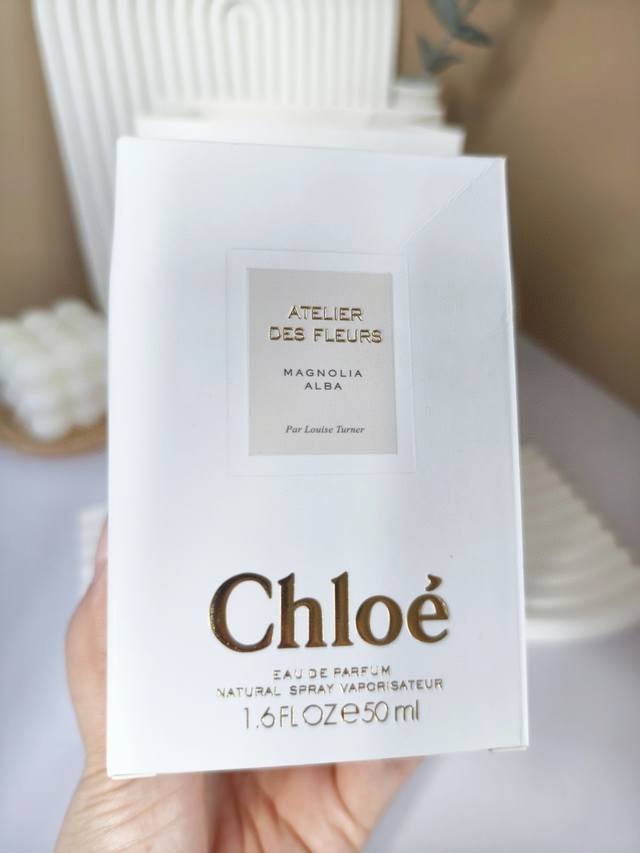 ATELIER
DES FLEURS
MAGNOLIA
ALBA
Par Louise Turner
Chloé
EAU DE PARFUM
NATURAL SPRAY VAPORISATEUR
1.6 FL OZ e 50 ml